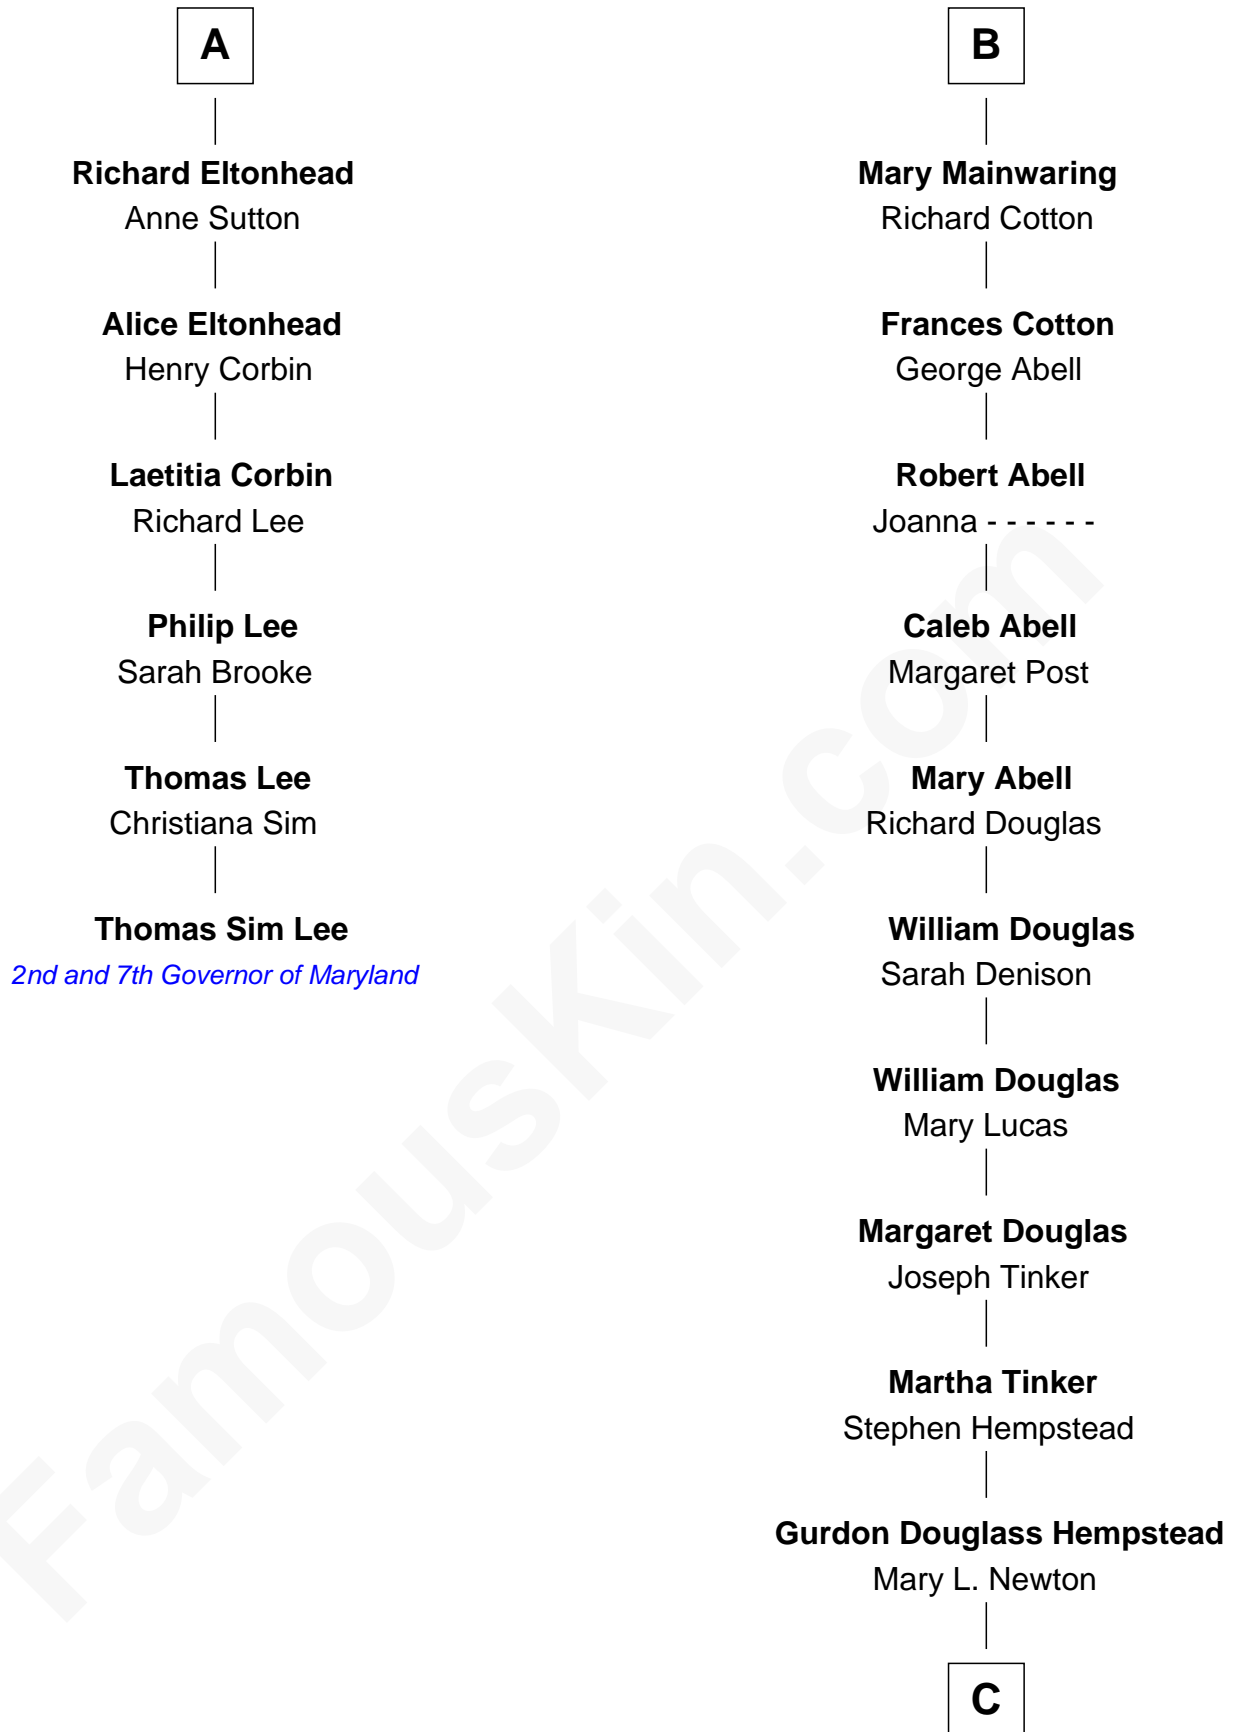 A
Richard Eltonhead
Anne Sutton
Alice Eltonhead
Henry Corbin
Laetitia Corbin
Richard Lee
Philip Lee
Sarah Brooke
Thomas Lee
Christiana Sim
Thomas Sim Lee
2nd and 7th Governor of Maryland
B
Mary Mainwaring
Richard Cotton
Frances Cotton
George Abell
Robert Abell
Joanna - - - - - -
Caleb Abell
Margaret Post
Mary Abell
Richard Douglas
William Douglas
Sarah Denison
William Douglas
Mary Lucas
Margaret Douglas
Joseph Tinker
Martha Tinker
Stephen Hempstead
Gurdon Douglass Hempstead
Mary L. Newton
C
FamousKin.com